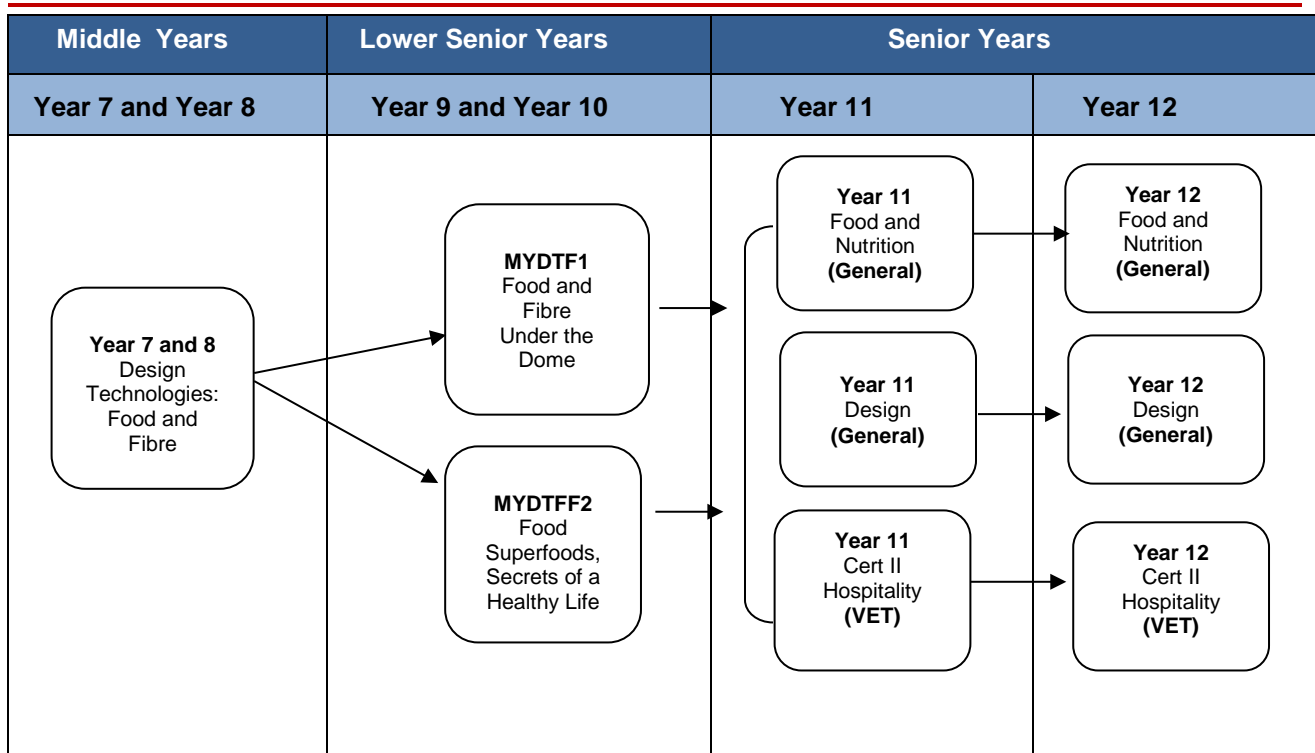 Middle Years
Lower Senior Years
Senior Years
Year 7 and Year 8
Year 9 and Year 10
Year 11
Year 12
Year 7 and 8
Design
Technologies:
Food and
Fibre
MYDTF1
Food and
Fibre
Under the
Dome
MYDTFF2
Food
Superfoods,
Secrets of a
Healthy Life
Year 11
Food and
Nutrition
(General)
Year 11
Design
(General)
Year 11
Cert II
Hospitality
(VET)
Year 12
Food and
Nutrition
(General)
Year 12
Design
(General)
Year 12
Cert II
Hospitality
(VET)